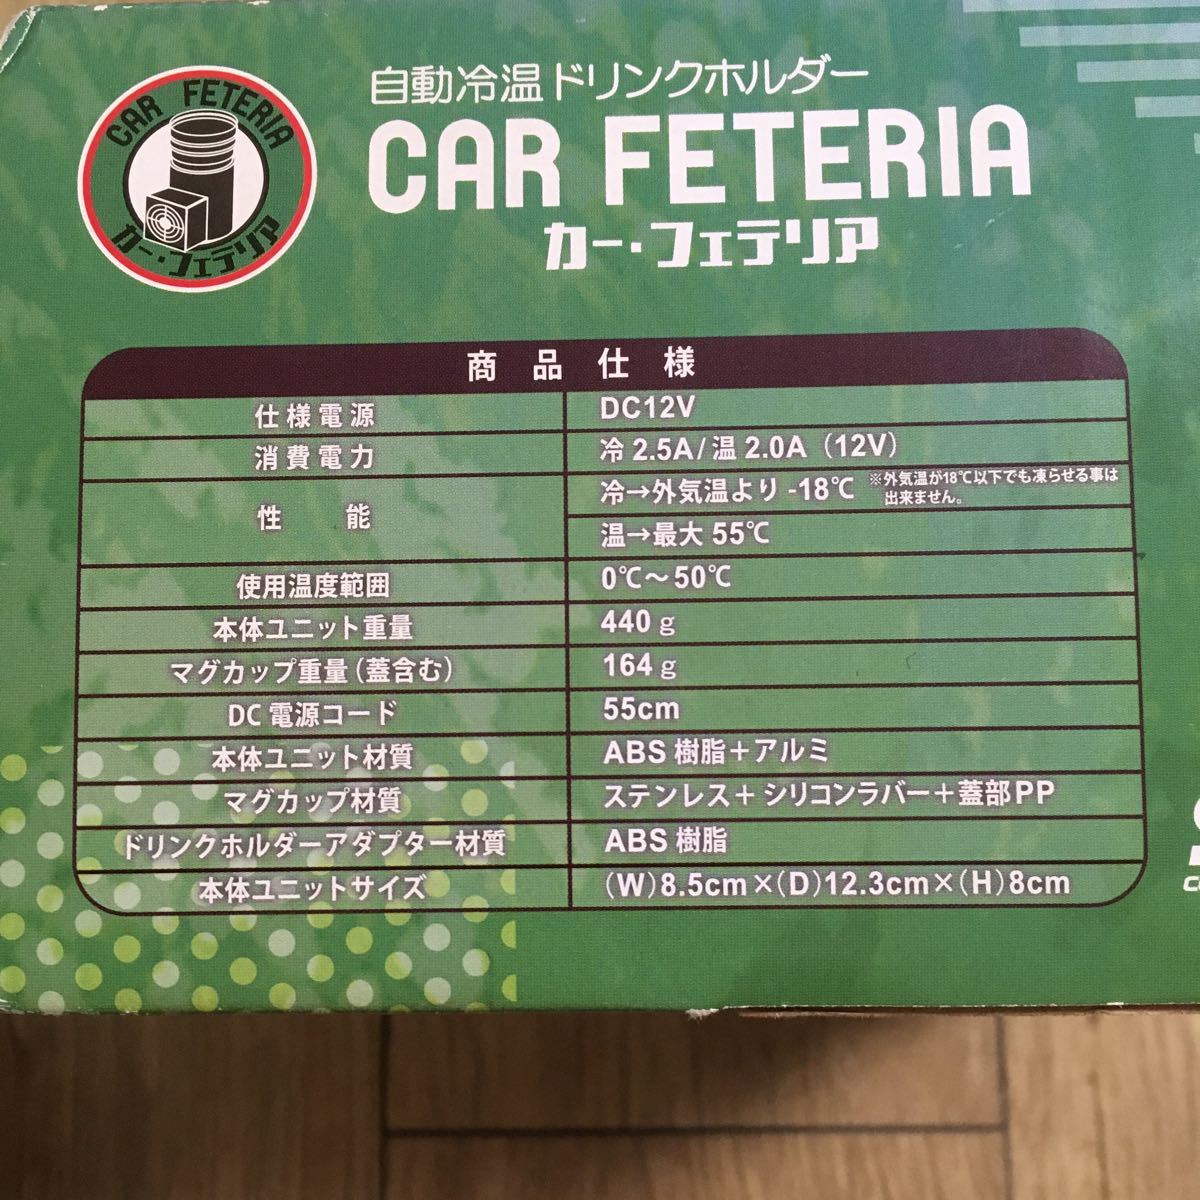 CAR FETERIA
カー・フェテリア
自動冷温ドリンクホルダー
CAR FETERIA
カー・フェテリア
商品仕様
仕様電源 DC12V
消費電力 冷 2.5A/ 温 2.0A (12V)
性能 冷→外気温より -18℃ ※外気温が18℃以下でも凍らせる事は
出来ません。
温→最大 55℃
使用温度範囲 0℃～50℃
本体ユニット重量 440g
マグカップ重量(蓋含む) 164g
DC 電源コード 55cm
本体ユニット材質 ABS 樹脂＋アルミ
マグカップ材質 ステンレス＋シリコンラバー＋蓋部PP
ドリンクホルダーアダプター材質 ABS 樹脂
本体ユニットサイズ (W)8.5cm×(D)12.3cm×(H)8cm